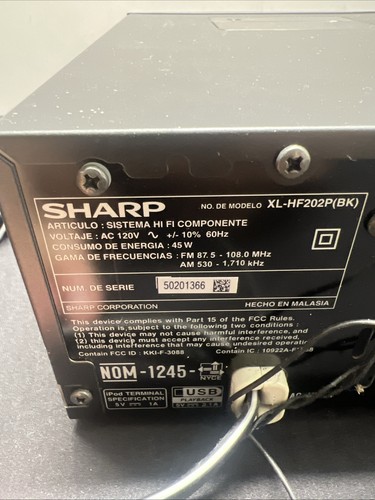 SHARP NO. DE MODELO XL-HF202P(BK)
ARTICULO : SISTEMA HI FI COMPONENTE
VOLTAJE : AC 120V ~ +/- 10% 60Hz
CONSUMO DE ENERGIA : 45 W
GAMA DE FRECUENCIAS : FM 87.5 - 108.0 MHz
AM 530 - 1,710 kHz
NUM. DE SERIE 50201366
SHARP CORPORATION HECHO EN MALASIA
This device complies with Part 15 of the FCC Rules.
Operation is subject to the following two conditions :
(1) This device may not cause harmful interference, and
(2) this device must accept any interference received,
including interference that may cause undesired operation.
Contain FCC ID : KKI-F-3088 Contain IC : 10922A-
NOM-1245-
NYCE
iPod TERMINAL
SPECIFICATION
5V 1A
USB
PLAYBACK
5V 2.1A
AC